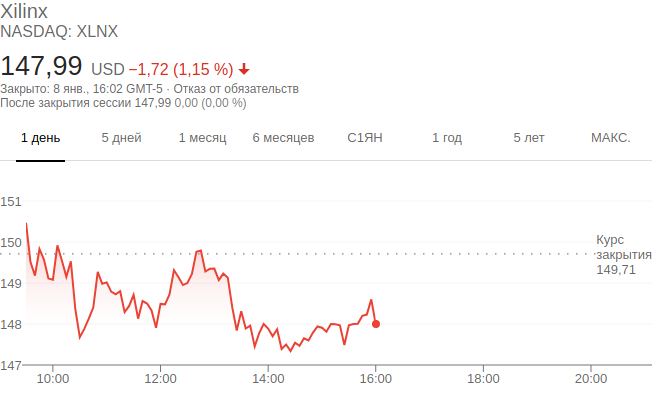 Xilinx
NASDAQ: XLNX
147,99 USD −1,72 (1,15 %)
Закрыто: 8 янв., 16:02 GMT-5 · Отказ от обязательств
После закрытия сессии 147,99 0,00 (0,00 %)
1 день 5 дней 1 месяц 6 месяцев С1ЯН 1 год 5 лет МАКС.
151
150
149
148
147
Курс
закрытия
149,71
10:00 12:00 14:00 16:00 18:00 20:00